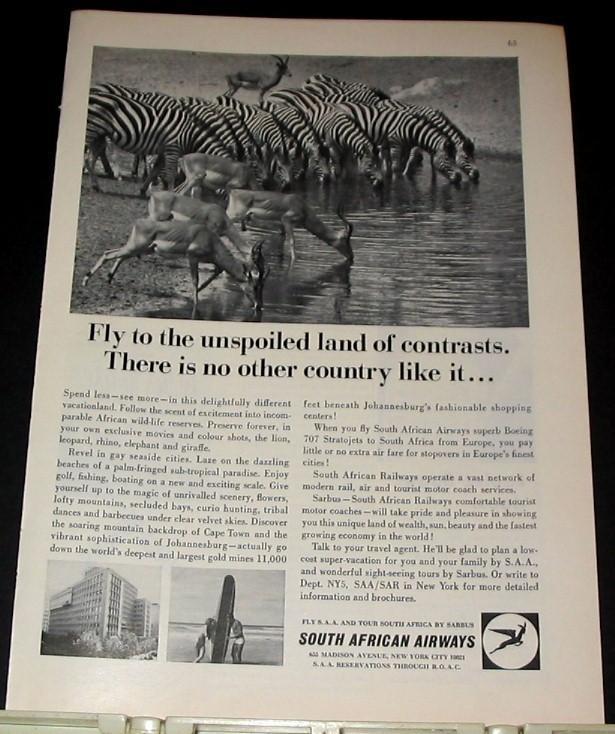 65
Fly to the unspoiled land of contrasts.
There is no other country like it...
Spend less—see more—in this delightfully different
vacationland. Follow the scent of excitement into incom-
parable African wild-life reserves. Preserve forever, in
your own exclusive movies and colour shots, the lion,
leopard, rhino, elephant and giraffe.
Revel in gay seaside cities. Laze on the dazzling
beaches of a palm-fringed sub-tropical paradise. Enjoy
golf, fishing, boating on a new and exciting scale. Give
yourself up to the magic of unrivalled scenery, flowers,
lofty mountains, secluded bays, curio hunting, tribal
dances and barbecues under clear velvet skies. Discover
the soaring mountain backdrop of Cape Town and the
vibrant sophistication of Johannesburg—actually go
down the world's deepest and largest gold mines 11,000
feet beneath Johannesburg's fashionable shopping
centers!
When you fly South African Airways superb Boeing
707 Stratojets to South Africa from Europe, you pay
little or no extra air fare for stopovers in Europe's finest
cities!
South African Railways operate a vast network of
modern rail, air and tourist motor coach services.
Sarbus—South African Railways comfortable tourist
motor coaches—will take pride and pleasure in showing
you this unique land of wealth, sun, beauty and the fastest
growing economy in the world!
Talk to your travel agent. He'll be glad to plan a low-
cost super-vacation for you and your family by S.A.A.,
and wonderful sight-seeing tours by Sarbus. Or write to
Dept. NY5, SAA/SAR in New York for more detailed
information and brochures.
FLY S.A.A. AND TOUR SOUTH AFRICA BY SARBUS
SOUTH AFRICAN AIRWAYS
655 MADISON AVENUE, NEW YORK CITY 10021
S.A.A. RESERVATIONS THROUGH B.O.A.C.